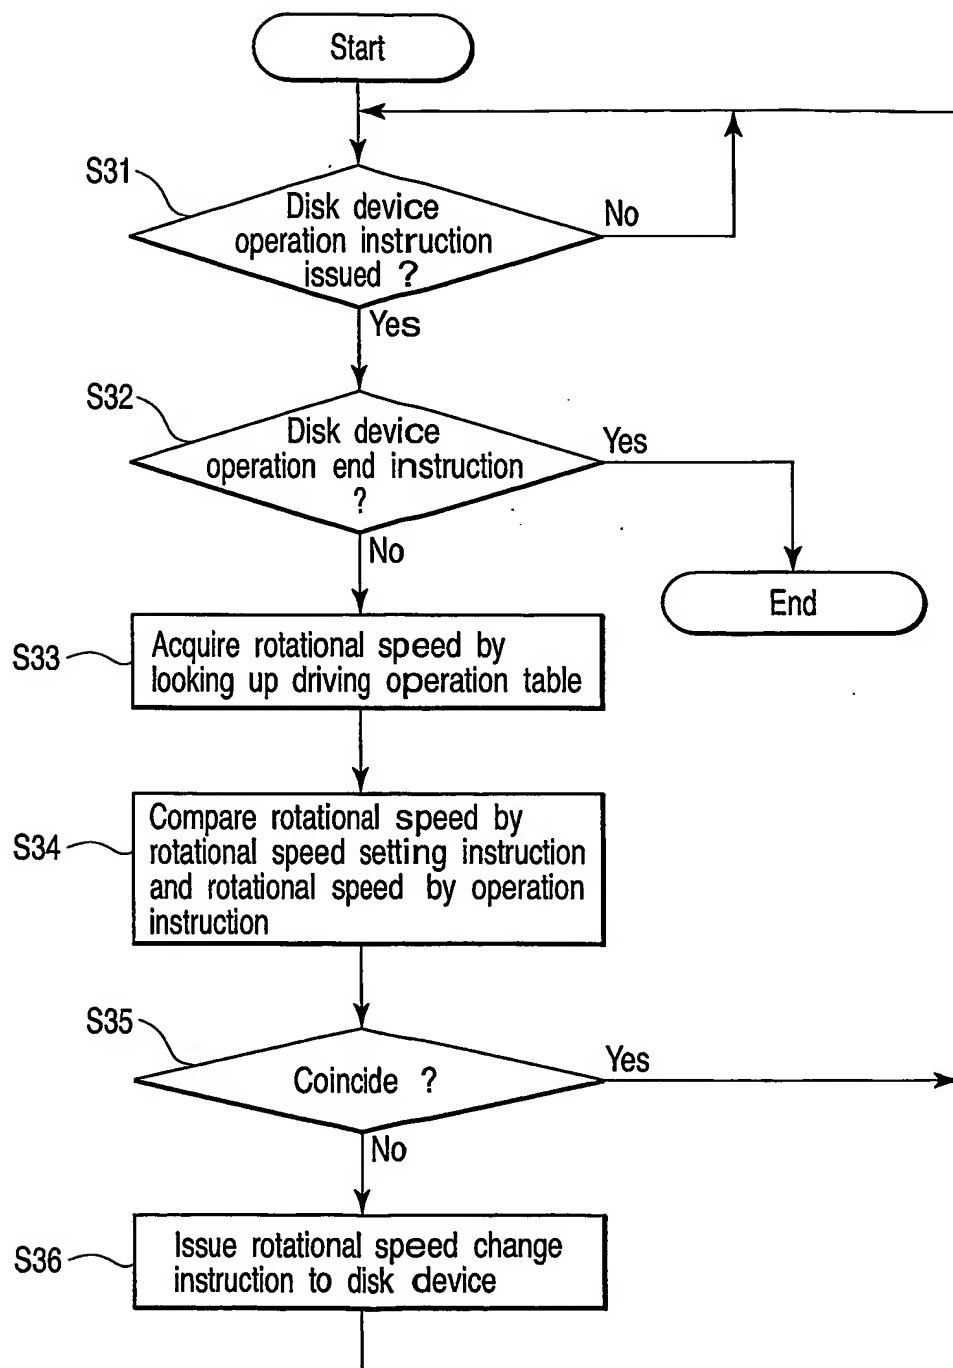 Start
S31
Disk device
operation instruction
issued ?
No
Yes
S32
Disk device
operation end instruction
?
Yes
No
End
S33
Acquire rotational speed by
looking up driving operation table
S34
Compare rotational speed by
rotational speed setting instruction
and rotational speed by operation
instruction
S35
Coincide ?
Yes
No
S36
Issue rotational speed change
instruction to disk device